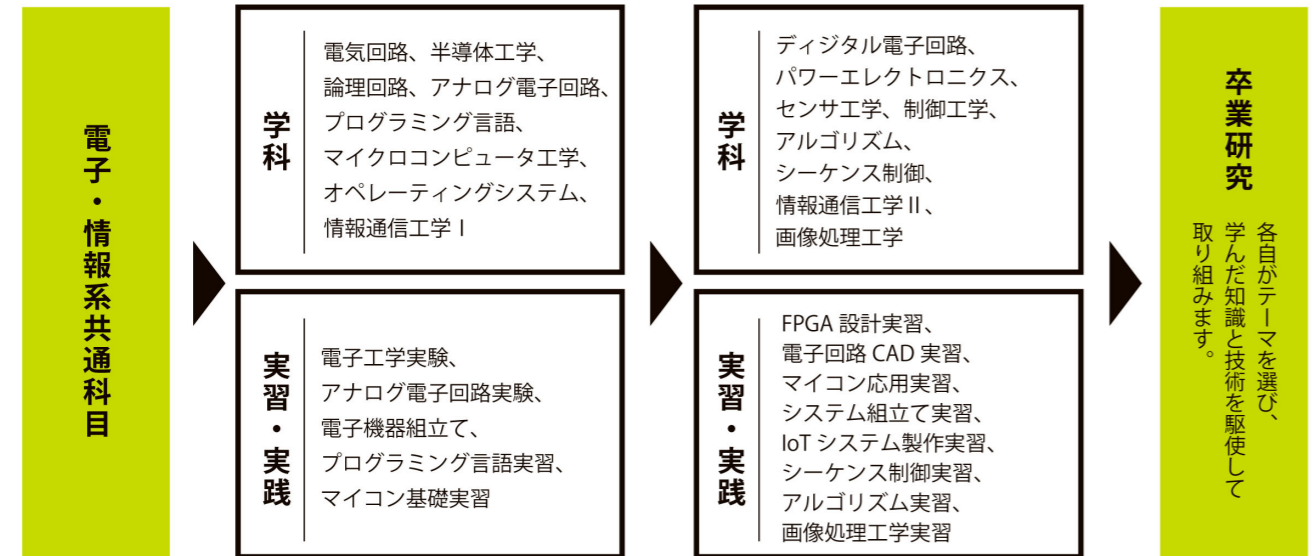 電子・情報系共通科目
学科
電気回路、半導体工学、
論理回路、アナログ電子回路、
プログラミング言語、
マイクロコンピュータ工学、
オペレーティングシステム、
情報通信工学Ⅰ
実習・実践
電子工学実験、
アナログ電子回路実験、
電子機器組立て、
プログラミング言語実習、
マイコン基礎実習
学科
ディジタル電子回路、
パワーエレクトロニクス、
センサ工学、制御工学、
アルゴリズム、
シーケンス制御、
情報通信工学Ⅱ、
画像処理工学
実習・実践
FPGA 設計実習、
電子回路 CAD 実習、
マイコン応用実習、
システム組立て実習、
IoT システム製作実習、
シーケンス制御実習、
アルゴリズム実習、
画像処理工学実習
卒業研究
各自がテーマを選び、
学んだ知識と技術を駆使して
取り組みます。